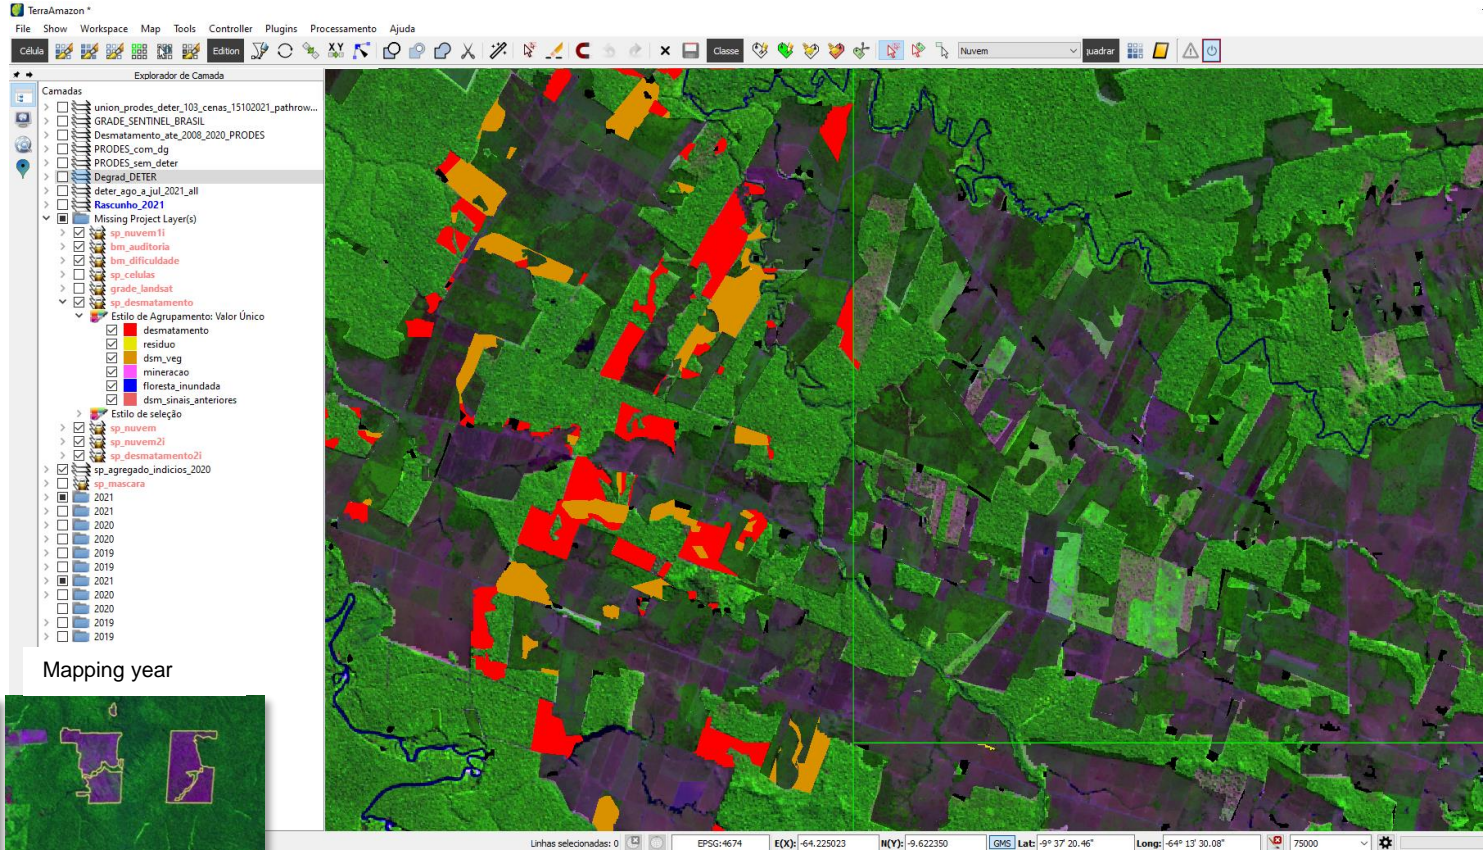 TerraAmazon *
File Show Workspace Map Tools Controller Plugins Processamento Ajuda
Célula Edition XY Classe Nuvem uadrar
Explorador de Camada
Camadas
union_prodes_deter_103_cenas_15102021_pathrow...
GRADE_SENTINEL_BRASIL
Desmatamento_ate_2008_2020_PRODES
PRODES_com_dg
PRODES_sem_deter
Degrad_DETER
deter_ago_a_jul_2021_all
Rascunho_2021
Missing Project Layer(s)
sp_nuvem1i
bm_auditoria
bm_dificuldade
sp_celulas
grade_landsat
sp_desmatamento
Estilo de Agrupamento: Valor Único
desmatamento
residuo
dsm_veg
mineracao
floresta_inundada
dsm_sinais_anteriores
Estilo de seleção
sp_nuvem
sp_nuvem2i
sp_desmatamento2i
sp_agregado_indicios_2020
sp_mascara
2021
2021
2020
2020
2019
2019
2021
2020
2020
2019
2019
Mapping year
Linhas selecionadas: 0 EPSG:4674 E(X): -64.225023 N(Y): -9.622350 GMS Lat: -9° 37' 20.46" Long: -64° 13' 30.08" 75000